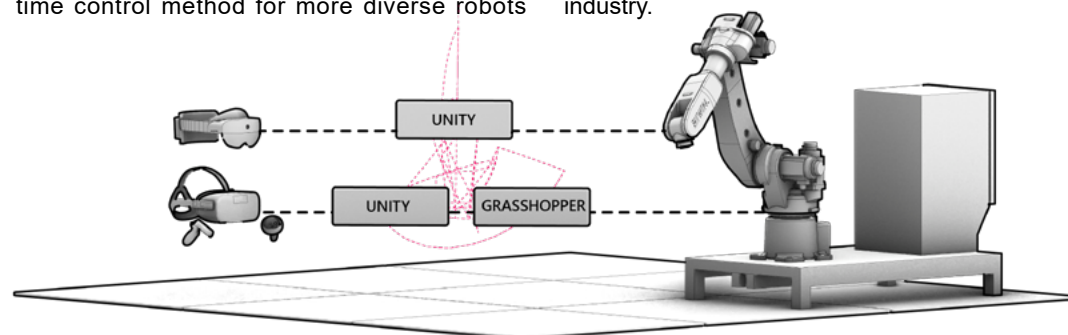 time control method for more diverse robots
industry.
UNITY
UNITY
GRASSHOPPER